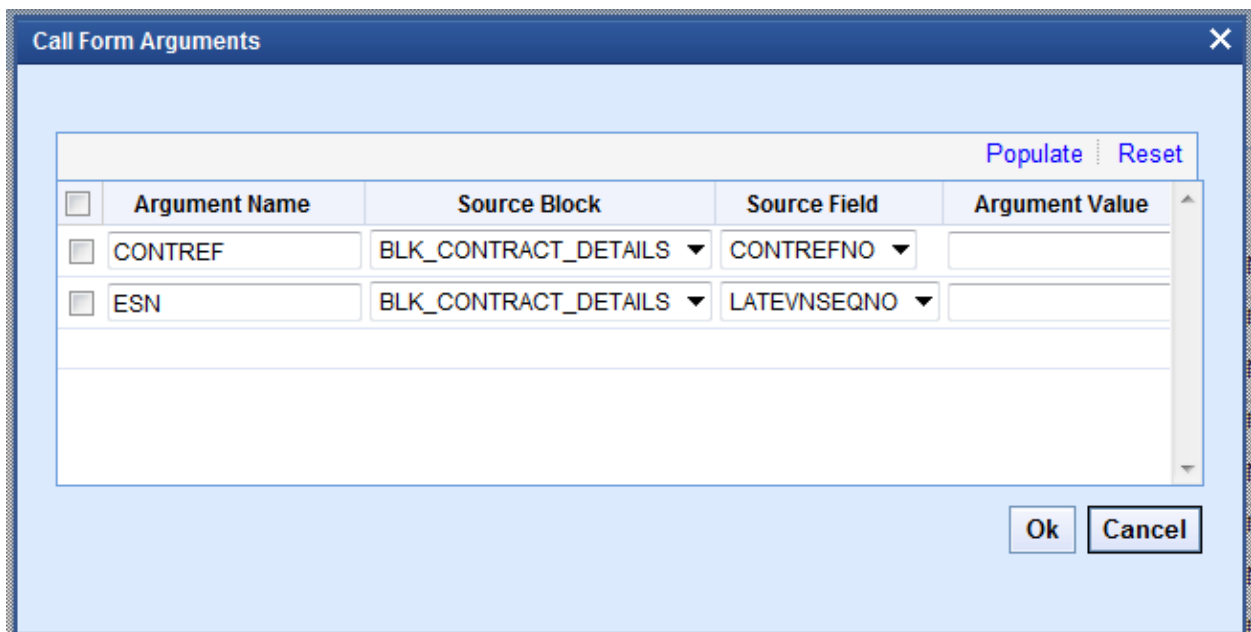 Call Form Arguments
Populate Reset
Argument Name Source Block Source Field Argument Value
CONTREF BLK_CONTRACT_DETAILS CONTREFNO
ESN BLK_CONTRACT_DETAILS LATEVNSEQNO
Ok Cancel